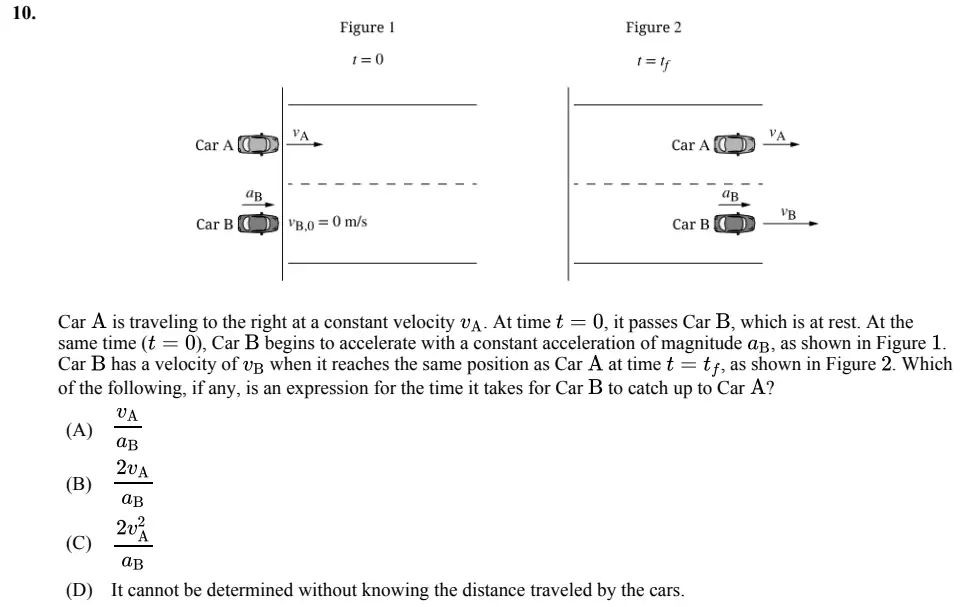 10.
Figure 1
Figure 2
t = 0
t = t_f
v_A
v_A
Car A
Car A
a_B
a_B
v_B
Car B
v_B,0 = 0 m/s
Car B
Car A is traveling to the right at a constant velocity v_A. At time t = 0, it passes Car B, which is at rest. At the
same time (t = 0), Car B begins to accelerate with a constant acceleration of magnitude a_B, as shown in Figure 1.
Car B has a velocity of v_B when it reaches the same position as Car A at time t = t_f, as shown in Figure 2. Which
of the following, if any, is an expression for the time it takes for Car B to catch up to Car A?
(A) v_A / a_B
(B) 2v_A / a_B
(C) 2v_A^2 / a_B
(D) It cannot be determined without knowing the distance traveled by the cars.